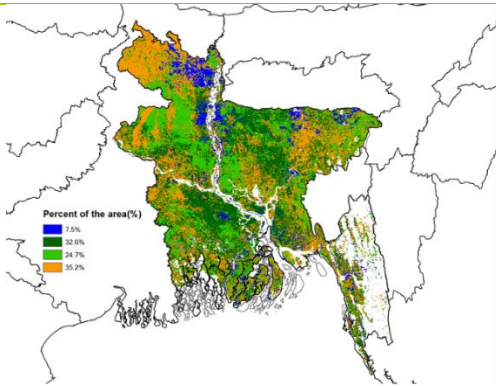 Percent of the area(%)
7.5%
32.6%
24.7%
35.2%